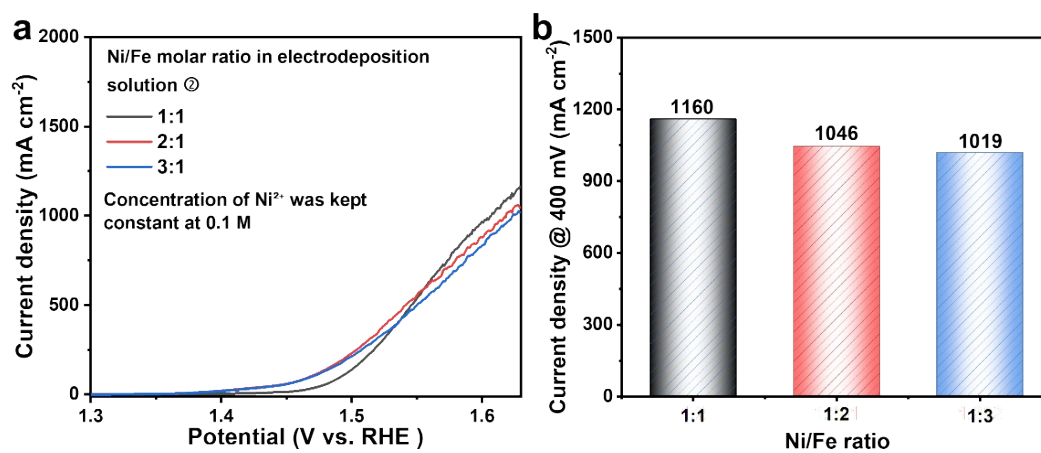 a
2000
1500
1000
500
0
Current density (mA cm⁻²)
Ni/Fe molar ratio in electrodeposition
solution ②
1:1
2:1
3:1
Concentration of Ni²⁺ was kept
constant at 0.1 M
1.3
1.4
1.5
1.6
Potential (V vs. RHE )
b
1500
1200
900
600
300
0
Current density @ 400 mV (mA cm⁻²)
1160
1046
1019
1:1
1:2
1:3
Ni/Fe ratio